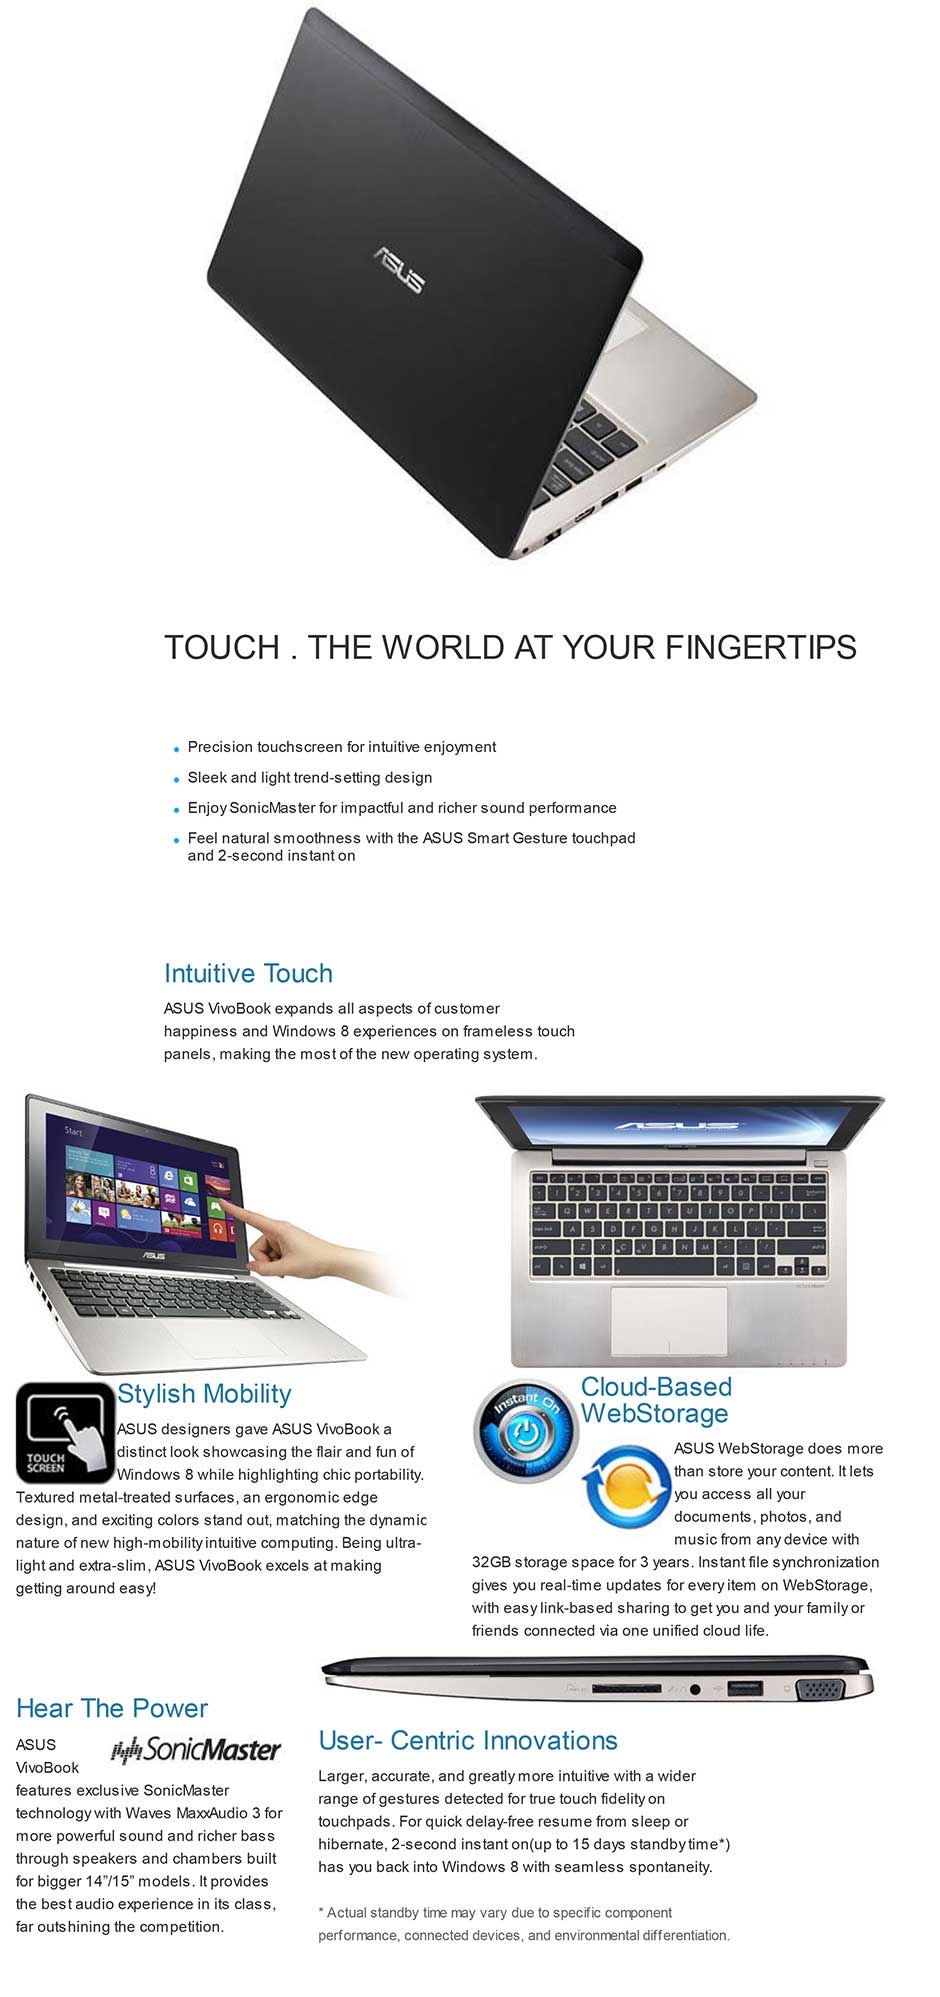 ASUS
TOUCH . THE WORLD AT YOUR FINGERTIPS
Precision touchscreen for intuitive enjoyment
Sleek and light trend-setting design
Enjoy SonicMaster for impactful and richer sound performance
Feel natural smoothness with the ASUS Smart Gesture touchpad
and 2-second instant on
Intuitive Touch
ASUS VivoBook expands all aspects of customer
happiness and Windows 8 experiences on frameless touch
panels, making the most of the new operating system.
Start
ASUS
ASUS
TOUCH
SCREEN
Stylish Mobility
ASUS designers gave ASUS VivoBook a
distinct look showcasing the flair and fun of
Windows 8 while highlighting chic portability.
Textured metal-treated surfaces, an ergonomic edge
design, and exciting colors stand out, matching the dynamic
nature of new high-mobility intuitive computing. Being ultra-
light and extra-slim, ASUS VivoBook excels at making
getting around easy!
Instant On
Cloud-Based
WebStorage
ASUS WebStorage does more
than store your content. It lets
you access all your
documents, photos, and
music from any device with
32GB storage space for 3 years. Instant file synchronization
gives you real-time updates for every item on WebStorage,
with easy link-based sharing to get you and your family or
friends connected via one unified cloud life.
Hear The Power
SonicMaster
ASUS
VivoBook
features exclusive SonicMaster
technology with Waves MaxxAudio 3 for
more powerful sound and richer bass
through speakers and chambers built
for bigger 14”/15” models. It provides
the best audio experience in its class,
far outshining the competition.
User- Centric Innovations
Larger, accurate, and greatly more intuitive with a wider
range of gestures detected for true touch fidelity on
touchpads. For quick delay-free resume from sleep or
hibernate, 2-second instant on(up to 15 days standby time*)
has you back into Windows 8 with seamless spontaneity.
* Actual standby time may vary due to specific component
performance, connected devices, and environmental differentiation.